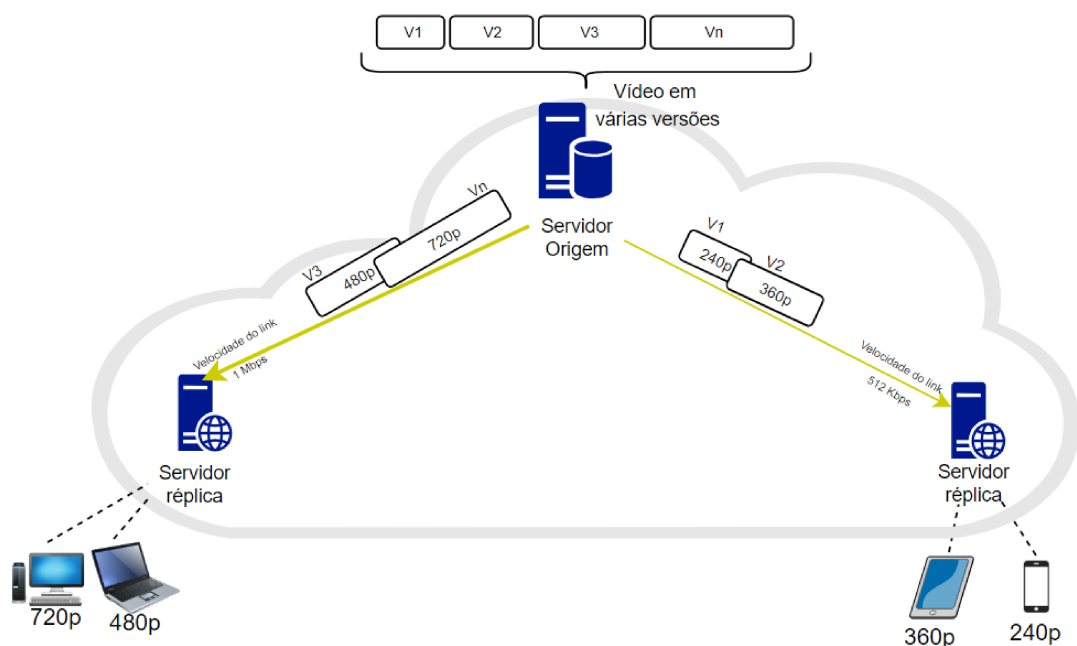 V1
V2
V3
Vn
Vídeo em
várias versões
Servidor
Origem
Vn
720p
V3
480p
V1
240p
V2
360p
Velocidade do link
1 Mbps
Velocidade do link
512 Kbps
Servidor
réplica
Servidor
réplica
720p
480p
360p
240p